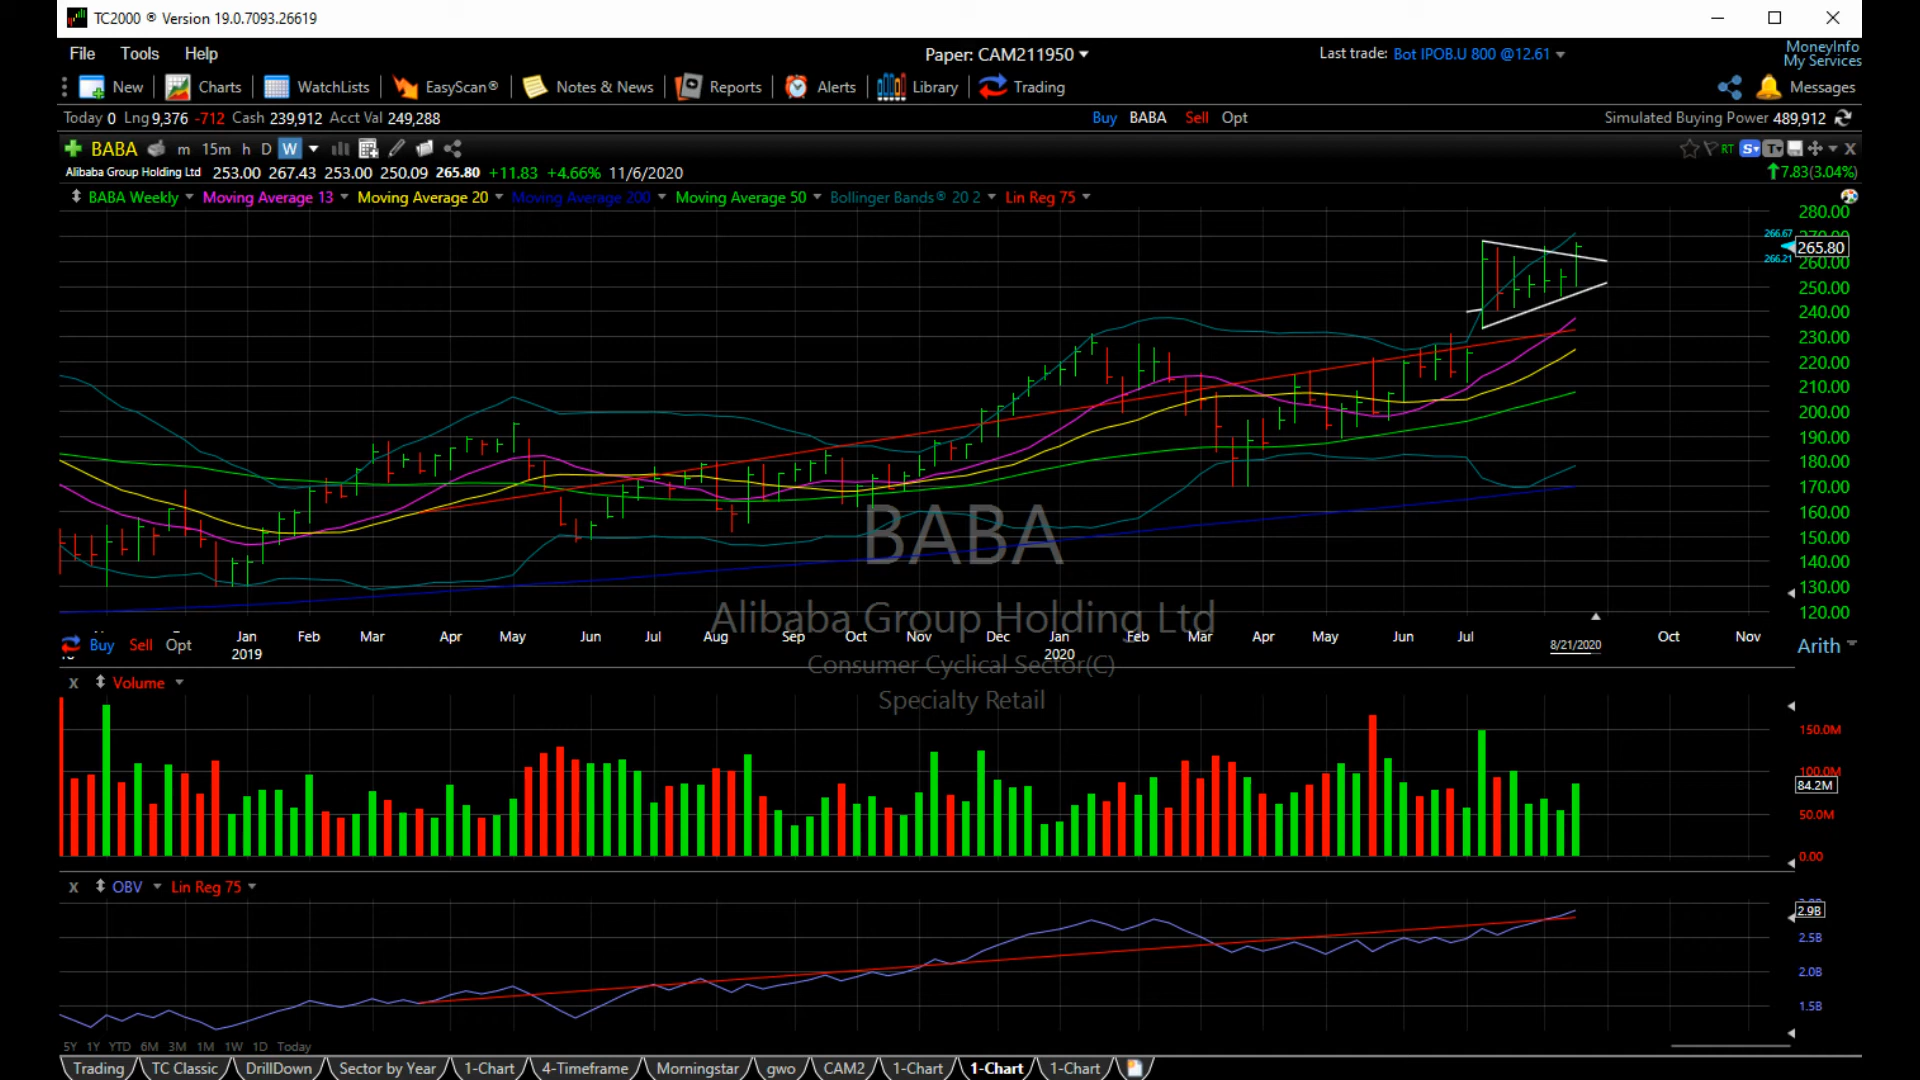 TC2000 ® Version 19.0.7093.26619
File Tools Help
Paper: CAM211950
Last trade: Bot IPOB.U 800 @12.61
MoneyInfo
My Services
New Charts WatchLists EasyScan® Notes & News Reports Alerts Library Trading
Messages
Today 0 Lng 9,376 -712 Cash 239,912 Acct Val 249,288
Buy BABA Sell Opt
Simulated Buying Power 489,912
BABA m 15m h D W
RT S T X
Alibaba Group Holding Ltd 253.00 267.43 253.00 250.09 265.80 +11.83 +4.66% 11/6/2020
7.83(3.04%)
BABA Weekly Moving Average 13 Moving Average 20 Moving Average 200 Moving Average 50 Bollinger Bands® 20 2 Lin Reg 75
280.00
266.67 270.00
265.80
266.21 260.00
250.00
240.00
230.00
220.00
210.00
200.00
190.00
180.00
170.00
160.00
150.00
140.00
130.00
120.00
BABA
Alibaba Group Holding Ltd
Consumer Cyclical Sector(C)
Specialty Retail
Jan Feb Mar Apr May Jun Jul Aug Sep Oct Nov Dec Jan Feb Mar Apr May Jun Jul Oct Nov
2019 2020 8/21/2020
Buy Sell Opt
Arith
X Volume
150.0M
100.0M
84.2M
50.0M
0.00
X OBV Lin Reg 75
2.9B
2.5B
2.0B
1.5B
5Y 1Y YTD 6M 3M 1M 1W 1D Today
Trading TC Classic DrillDown Sector by Year 1-Chart 4-Timeframe Morningstar gwo CAM2 1-Chart 1-Chart 1-Chart